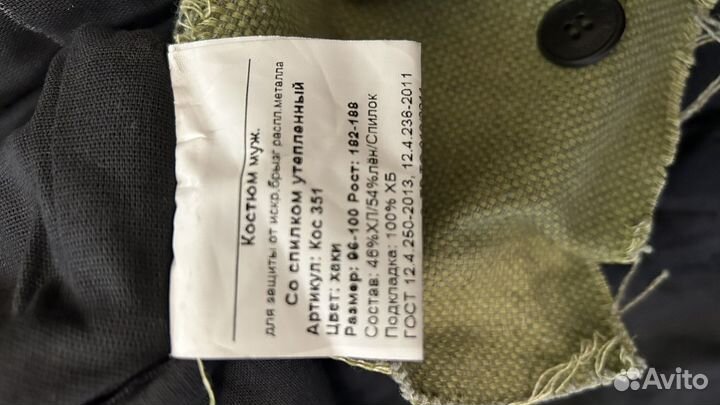 Костюм муж.
для защиты от искр.брызг распл.металла
Со спилком утепленный
Артикул: Кос 351
Цвет: хаки
Размер: 96-100 Рост: 182-188
Состав: 46%ХЛ/54%лён/Спилок
Подкладка: 100% ХБ
ГОСТ 12.4.250-2013, 12.4.236-2011
Avito